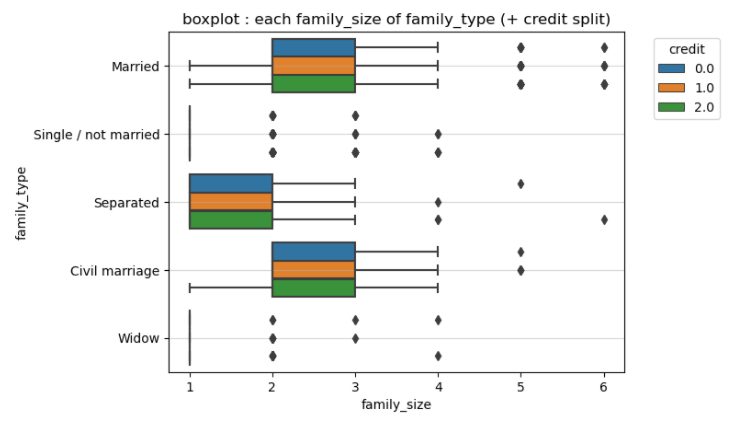 boxplot : each family_size of family_type (+ credit split)
credit
0.0
1.0
2.0
Married
Single / not married
Separated
Civil marriage
Widow
family_type
1 2 3 4 5 6
family_size